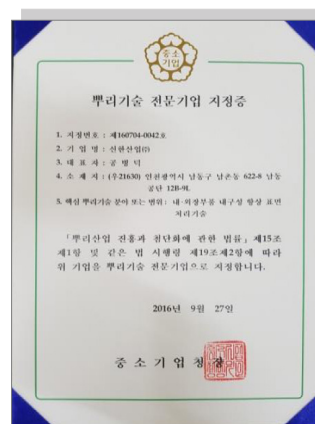 중소
기업
뿌리기술 전문기업 지정증
1. 지정번호 : 제160704-0042호
2. 기 업 명 : 신한산업㈜
3. 대 표 자 : 공 병 덕
4. 소 재 지 : (우21630) 인천광역시 남동구 남촌동 622-8 남동
공단 12B-9L
5. 핵심 뿌리기술 분야 또는 범위: 내·외장부품 내구성 향상 표면
처리기술
「뿌리산업 진흥과 첨단화에 관한 법률」제15조
제1항 및 같은 법 시행령 제19조제2항에 따라
위 기업을 뿌리기술 전문기업으로 지정합니다.
2016년 9월 27일
중 소 기 업 청 장